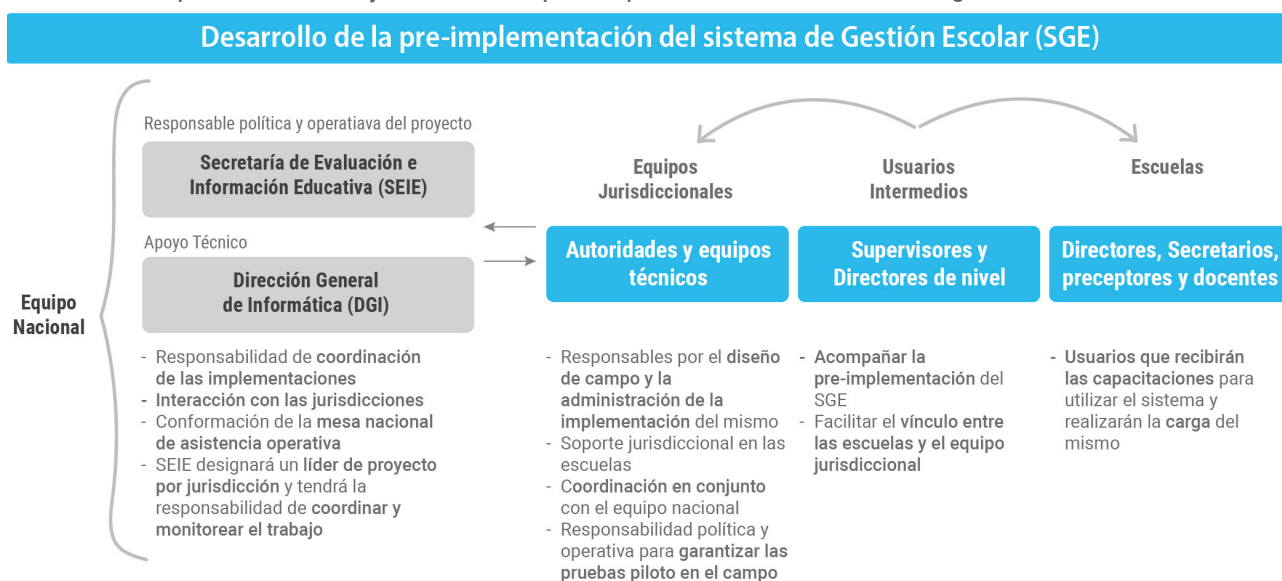 Desarrollo de la pre-implementación del sistema de Gestión Escolar (SGE)
Equipo
Nacional
Responsable política y operatiava del proyecto
Secretaría de Evaluación e
Información Educativa (SEIE)
Apoyo Técnico
Dirección General
de Informática (DGI)
- Responsabilidad de coordinación
de las implementaciones
- Interacción con las jurisdicciones
- Conformación de la mesa nacional
de asistencia operativa
- SEIE designará un líder de proyecto
por jurisdicción y tendrá la
responsabilidad de coordinar y
monitorear el trabajo
Equipos
Jurisdiccionales
Autoridades y equipos
técnicos
- Responsables por el diseño
de campo y la
administración de la
implementación del mismo
- Soporte jurisdiccional en las
escuelas
- Coordinación en conjunto
con el equipo nacional
- Responsabilidad política y
operativa para garantizar las
pruebas piloto en el campo
Usuarios
Intermedios
Supervisores y
Directores de nivel
- Acompañar la
pre-implementación del
SGE
- Facilitar el vínculo entre
las escuelas y el equipo
jurisdiccional
Escuelas
Directores, Secretarios,
preceptores y docentes
- Usuarios que recibirán
las capacitaciones para
utilizar el sistema y
realizarán la carga del
mismo